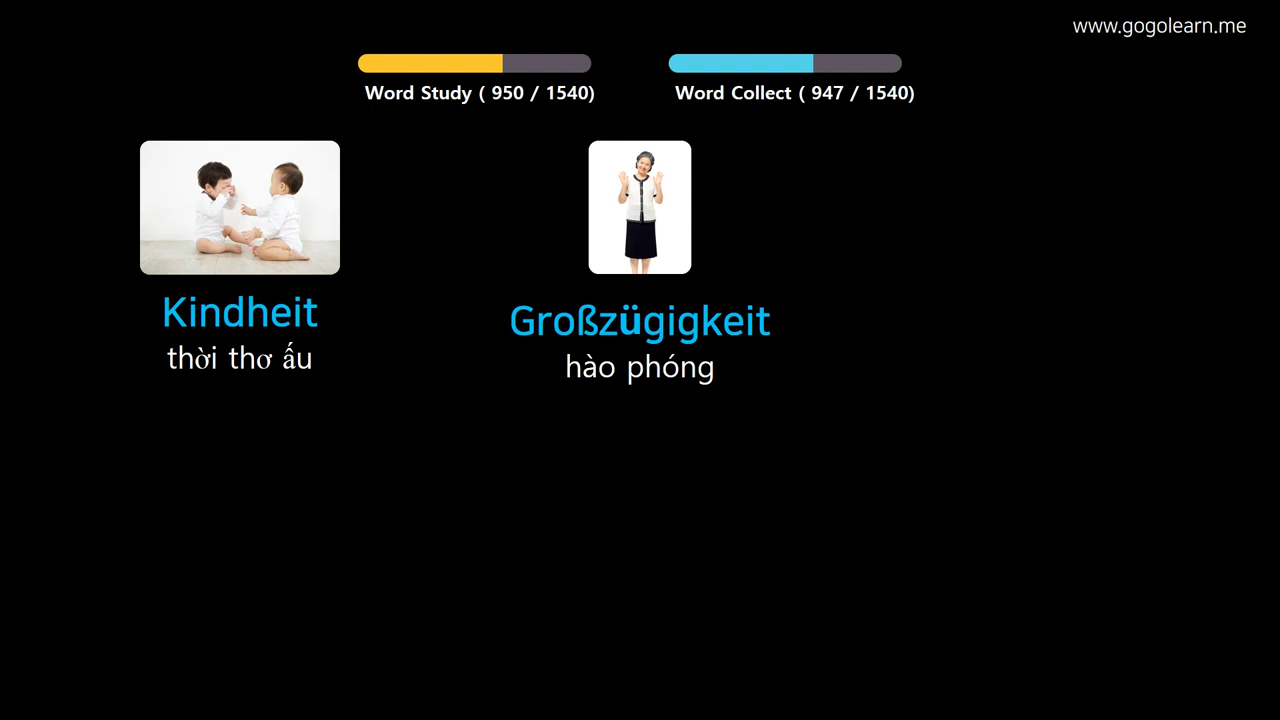 www.gogolearn.me
Word Study ( 950 / 1540)
Word Collect ( 947 / 1540)
Kindheit
thời thơ ấu
Großzügigkeit
hào phóng